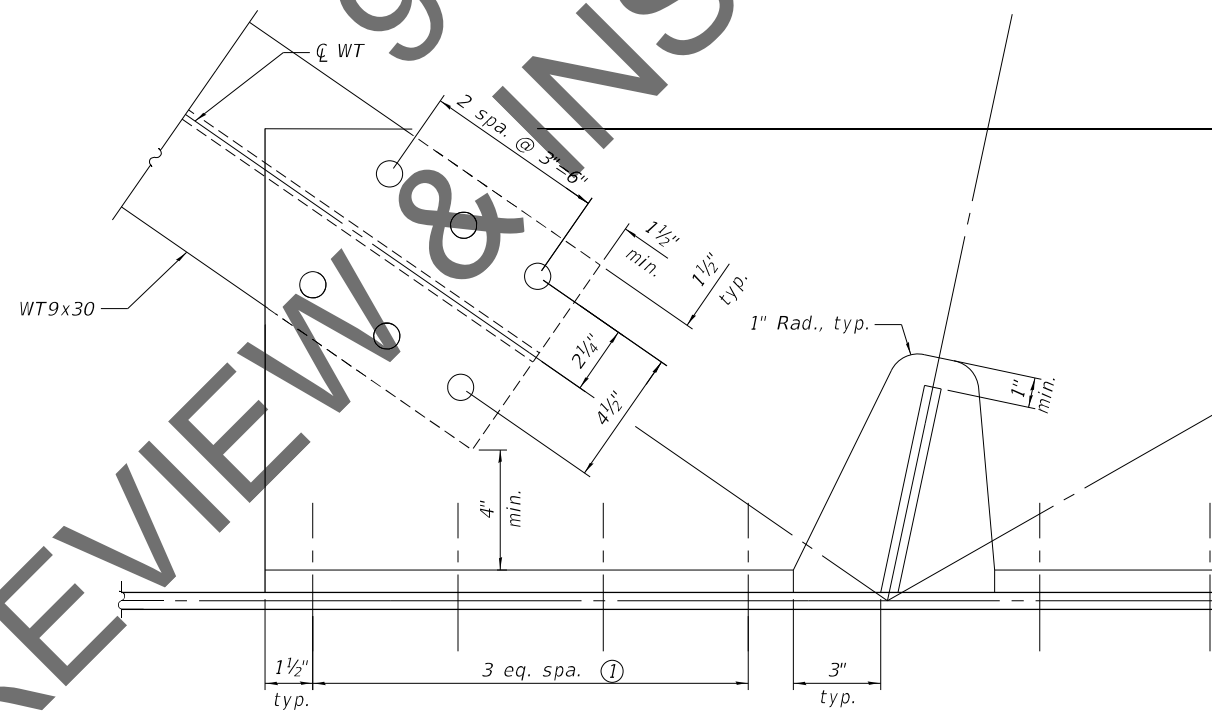 9
REVIEW & INS
℄ WT
2 spa. @ 3"=6"
1½"
min.
1½"
typ.
WT9x30
1" Rad., typ.
2¼"
4½"
1"
min.
4"
min.
1½"
typ.
3 eq. spa. ①
3"
typ.